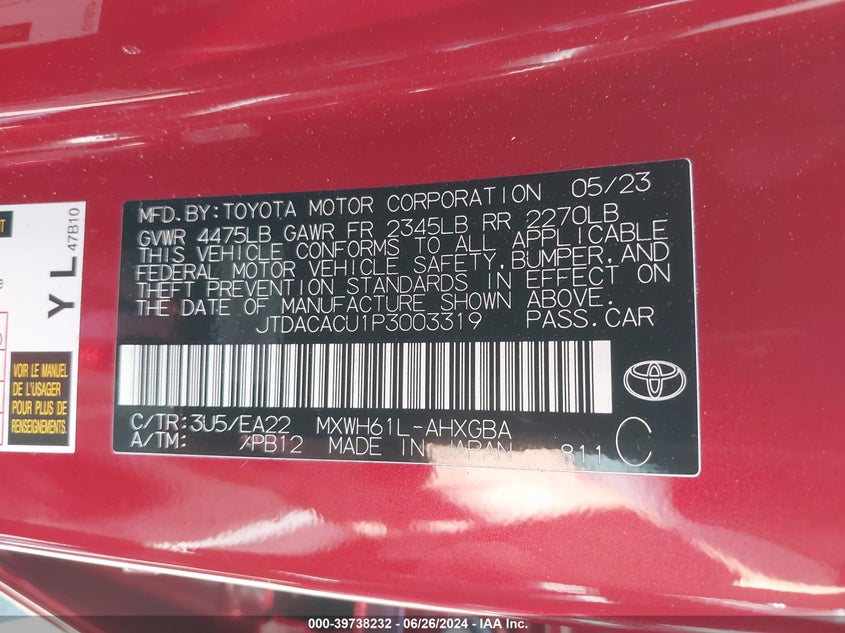 MFD. BY: TOYOTA MOTOR CORPORATION 05/23
GVWR 4475LB GAWR FR 2345LB RR 2270LB
THIS VEHICLE CONFORMS TO ALL APPLICABLE
FEDERAL MOTOR VEHICLE SAFETY, BUMPER, AND
THEFT PREVENTION STANDARDS IN EFFECT ON
THE DATE OF MANUFACTURE SHOWN ABOVE.
JTDACACU1P3003319 PASS. CAR
C/TR: 3U5/EA22 MXWH61L-AHXGBA
A/TM: /PB12 MADE IN JAPAN 811 C
YL
47B10
VOIR LE MANUEL
DE L'USAGER
POUR PLUS DE
RENSEIGNEMENTS.
000-39738232 - 06/26/2024 - IAA Inc.